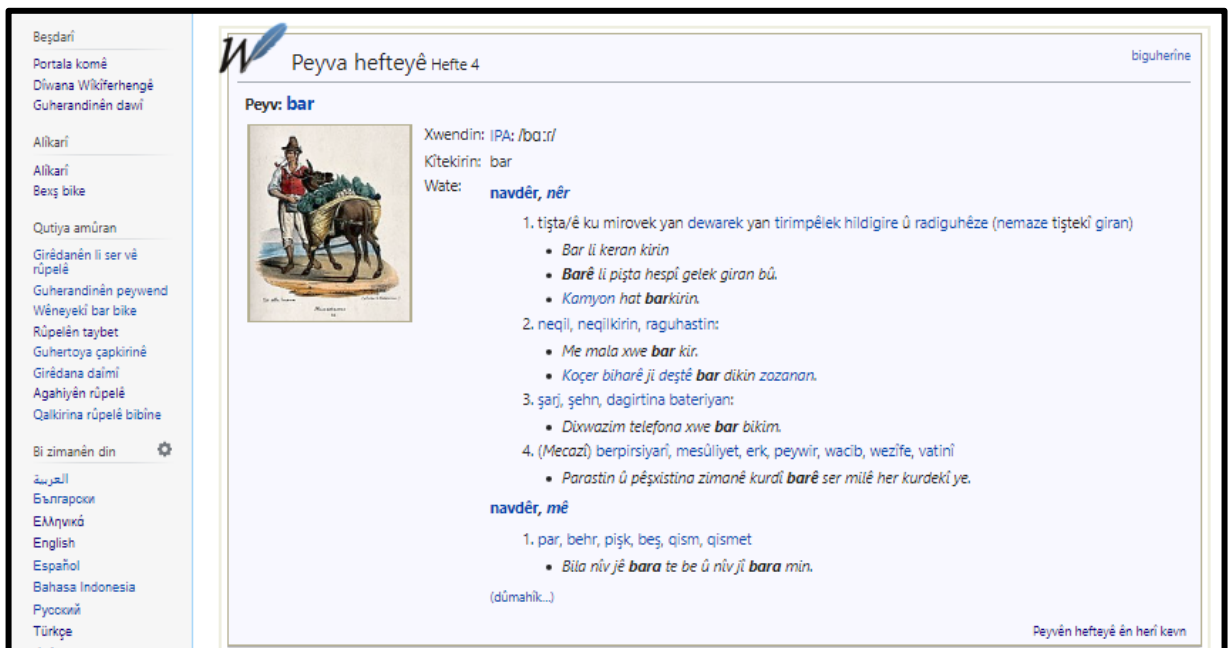 Beşdarî
Portala komê
Dîwana Wîkîferhengê
Guherandinên dawî
Alîkarî
Alîkarî
Bexş bike
Qutiya amûran
Girêdanên li ser vê
rûpelê
Guherandinên peywend
Wêneyekî bar bike
Rûpelên taybet
Guhertoya çapkirinê
Girêdana daîmî
Agahiyên rûpelê
Qalkirina rûpelê bibîne
Bi zimanên din
العربية
Български
Ελληνικά
English
Español
Bahasa Indonesia
Русский
Türkçe
W
Peyva hefteyê Hefte 4
biguherîne
Peyv: bar
Xwendin: IPA: /bɑːr/
Kîtekirin: bar
Wate:
navdêr, nêr
1. tişta/ê ku mirovek yan dewarek yan tirimpêlek hildigire û radiguhêze (nemaze tiştekî giran)
• Bar li keran kirin
• Barê li pişta hespî gelek giran bû.
• Kamyon hat barkirin.
2. neqil, neqilkirin, raguhastin:
• Me mala xwe bar kir.
• Koçer biharê ji deştê bar dikin zozanan.
3. şarj, şehn, dagirtina bateriyan:
• Dixwazim telefona xwe bar bikim.
4. (Mecazî) berpirsiyarî, mesûliyet, erk, peywir, wacib, wezîfe, vatinî
• Parastin û pêşxistina zimanê kurdî barê ser milê her kurdekî ye.
navdêr, mê
1. par, behr, pişk, beş, qism, qismet
• Bila nîv jê bara te be û nîv jî bara min.
(dûmahîk...)
Peyvên hefteyê ên herî kevn